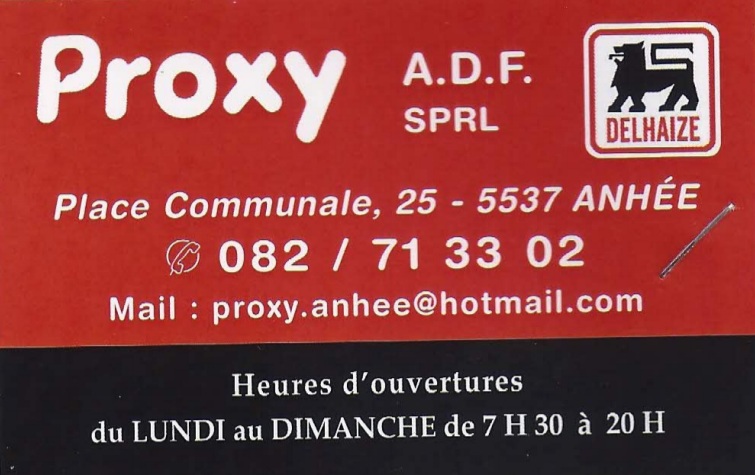 Proxy A.D.F.
SPRL
DELHAIZE
Place Communale, 25 - 5537 ANHÉE
✆ 082 / 71 33 02
Mail : proxy.anhee@hotmail.com
Heures d'ouvertures
du LUNDI au DIMANCHE de 7 H 30 à 20 H